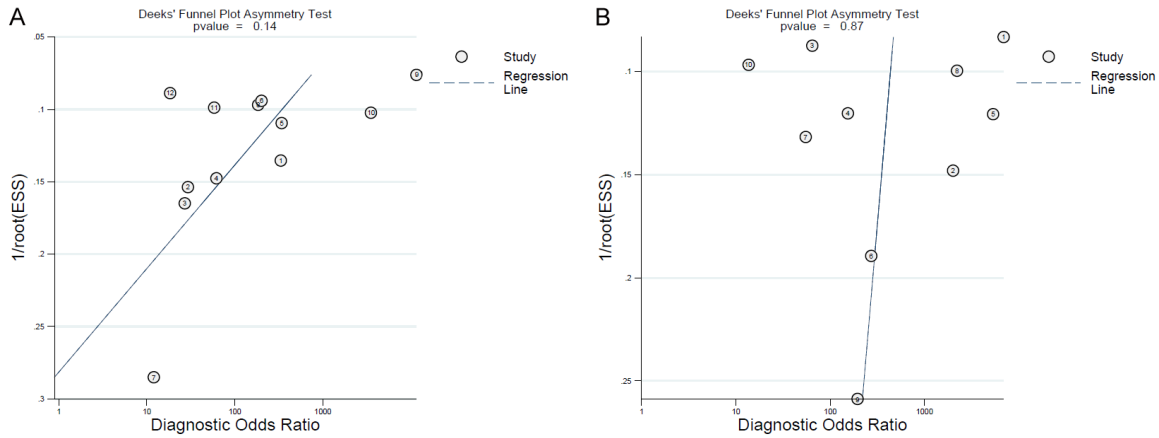 A
Deeks' Funnel Plot Asymmetry Test
pvalue = 0.14
.05
.1
.15
.2
.25
.3
1/root(ESS)
9
12
11
6
10
5
1
4
2
3
7
1
10
100
1000
Diagnostic Odds Ratio
Study
Regression
Line
B
Deeks' Funnel Plot Asymmetry Test
pvalue = 0.87
.1
.15
.2
.25
1/root(ESS)
1
3
10
8
4
5
7
2
6
9
1
10
100
1000
Diagnostic Odds Ratio
Study
Regression
Line